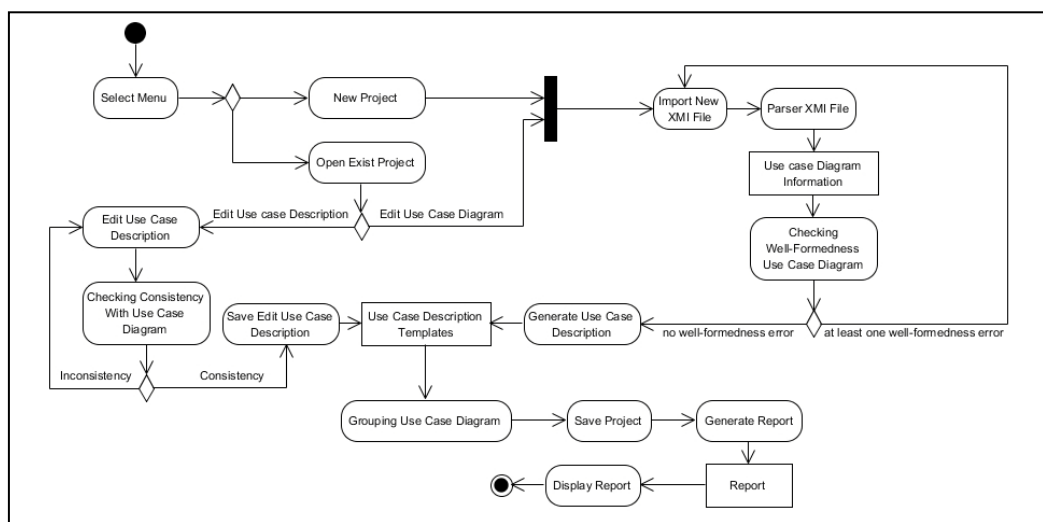 Select Menu
New Project
Open Exist Project
Import New
XMI File
Parser XMI File
Use case Diagram
Information
Checking
Well-Formedness
Use Case Diagram
Edit Use case Description
Edit Use Case Diagram
Edit Use Case
Description
Checking Consistency
With Use Case
Diagram
Inconsistency
Consistency
Save Edit Use Case
Description
Use Case Description
Templates
Generate Use Case
Description
no well-formedness error
at least one well-formedness error
Grouping Use Case Diagram
Save Project
Generate Report
Report
Display Report